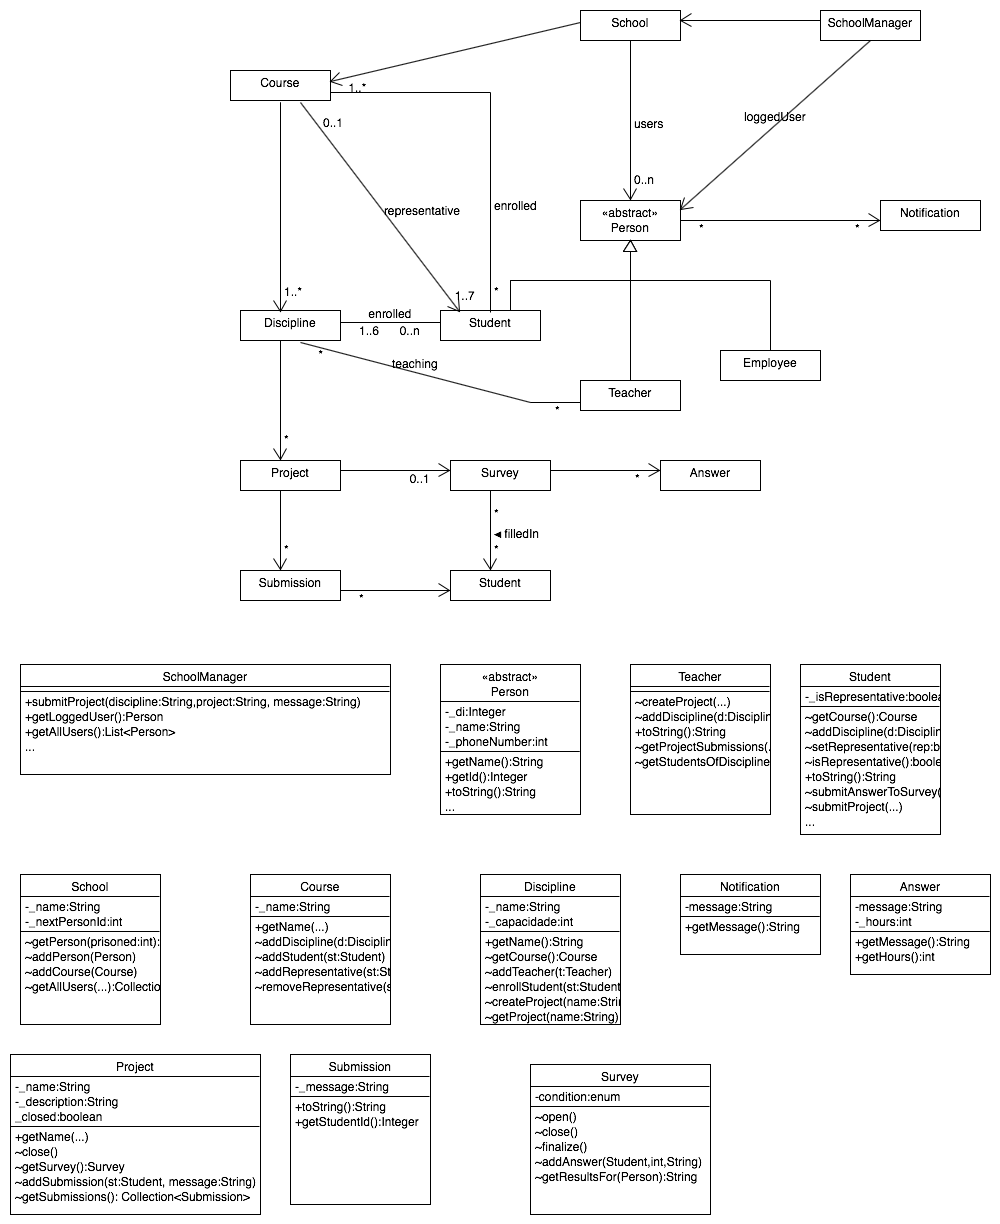 School
SchoolManager
Course
1..*
0..1
users
loggedUser
0..n
representative
enrolled
«abstract»
Person
*
*
Notification
1..*
1..7
*
Discipline
enrolled
1..6
0..n
Student
*
teaching
Employee
Teacher
*
*
Project
0..1
Survey
*
Answer
*
◄ filledIn
*
*
Submission
*
Student
SchoolManager
+submitProject(discipline:String,project:String, message:String)
+getLoggedUser():Person
+getAllUsers():List<Person>
...
«abstract»
Person
-_di:Integer
-_name:String
-_phoneNumber:int
+getName():String
+getId():Integer
+toString():String
...
Teacher
~createProject(...)
~addDiscipline(d:Disciplin
+toString():String
~getProjectSubmissions(.
~getStudentsOfDiscipline
Student
-_isRepresentative:boolea
~getCourse():Course
~addDiscipline(d:Disciplin
~setRepresentative(rep:b
~isRepresentative():boole
+toString():String
~submitAnswerToSurvey(
~submitProject(...)
...
School
-_name:String
-_nextPersonId:int
~getPerson(prisoned:int):
~addPerson(Person)
~addCourse(Course)
~getAllUsers(...):Collectio
Course
-_name:String
+getName(...)
~addDiscipline(d:Disciplin
~addStudent(st:Student)
~addRepresentative(st:St
~removeRepresentative(s
Discipline
-_name:String
-_capacidade:int
+getName():String
~getCourse():Course
~addTeacher(t:Teacher)
~enrollStudent(st:Student
~createProject(name:Stri
~getProject(name:String)
Notification
-message:String
+getMessage():String
Answer
-message:String
-_hours:int
+getMessage():String
+getHours():int
Project
-_name:String
-_description:String
_closed:boolean
+getName(...)
~close()
~getSurvey():Survey
~addSubmission(st:Student, message:String)
~getSubmissions(): Collection<Submission>
Submission
-_message:String
+toString():String
+getStudentId():Integer
Survey
-condition:enum
~open()
~close()
~finalize()
~addAnswer(Student,int,String)
~getResultsFor(Person):String